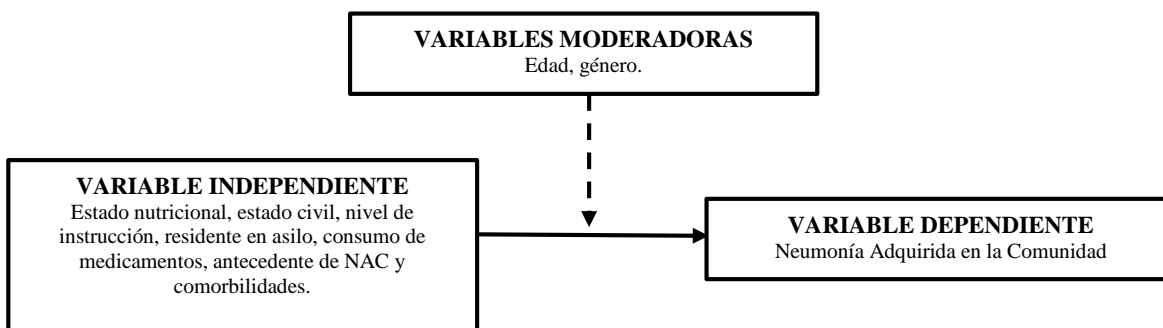 VARIABLES MODERADORAS
Edad, género.
VARIABLE INDEPENDIENTE
Estado nutricional, estado civil, nivel de
instrucción, residente en asilo, consumo de
medicamentos, antecedente de NAC y
comorbilidades.
VARIABLE DEPENDIENTE
Neumonía Adquirida en la Comunidad